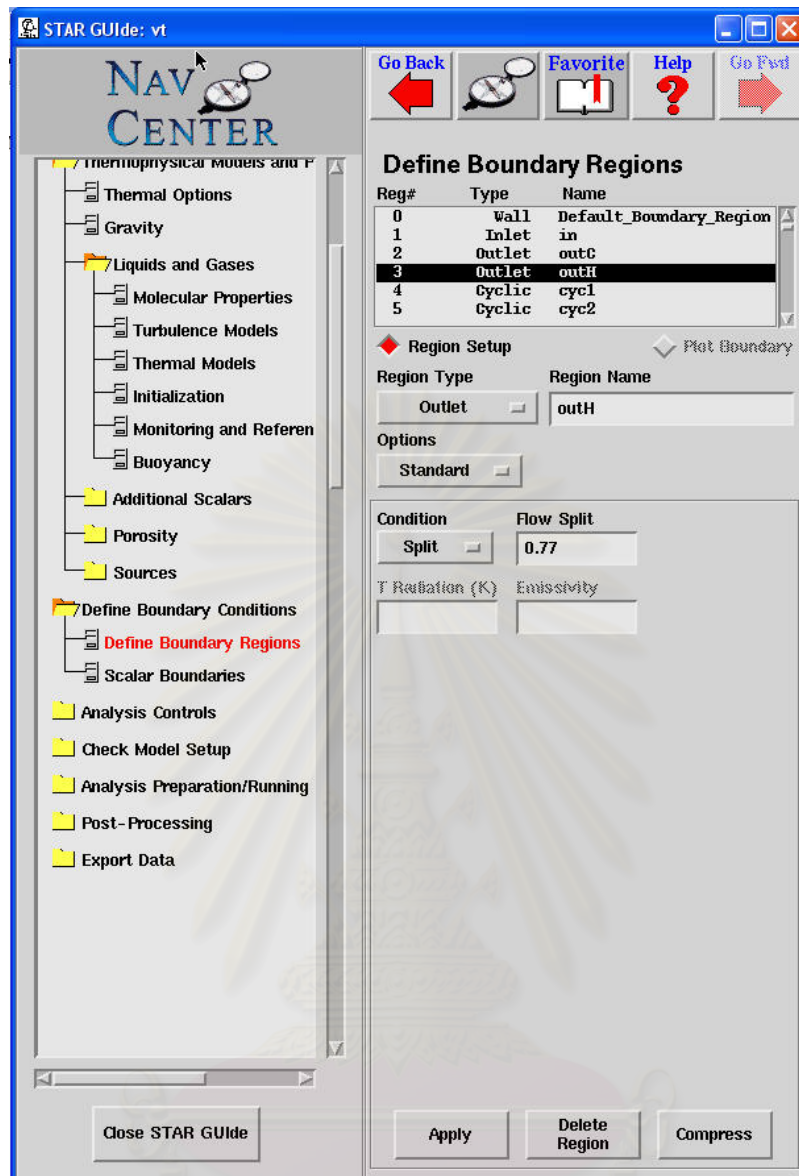 STAR GUIde: vt
NAV
CENTER
Thermophysical Models and P
Thermal Options
Gravity
Liquids and Gases
Molecular Properties
Turbulence Models
Thermal Models
Initialization
Monitoring and Referen
Buoyancy
Additional Scalars
Porosity
Sources
Define Boundary Conditions
Define Boundary Regions
Scalar Boundaries
Analysis Controls
Check Model Setup
Analysis Preparation/Running
Post-Processing
Export Data
Close STAR GUIde
Go Back
Favorite
Help
Go Fwd
Define Boundary Regions
Reg# Type Name
0 Wall Default_Boundary_Region
1 Inlet in
2 Outlet outC
3 Outlet outH
4 Cyclic cyc1
5 Cyclic cyc2
Region Setup Plot Boundary
Region Type Region Name
Outlet outH
Options
Standard
Condition Flow Split
Split 0.77
T Radiation (K) Emissivity
Apply Delete Region Compress